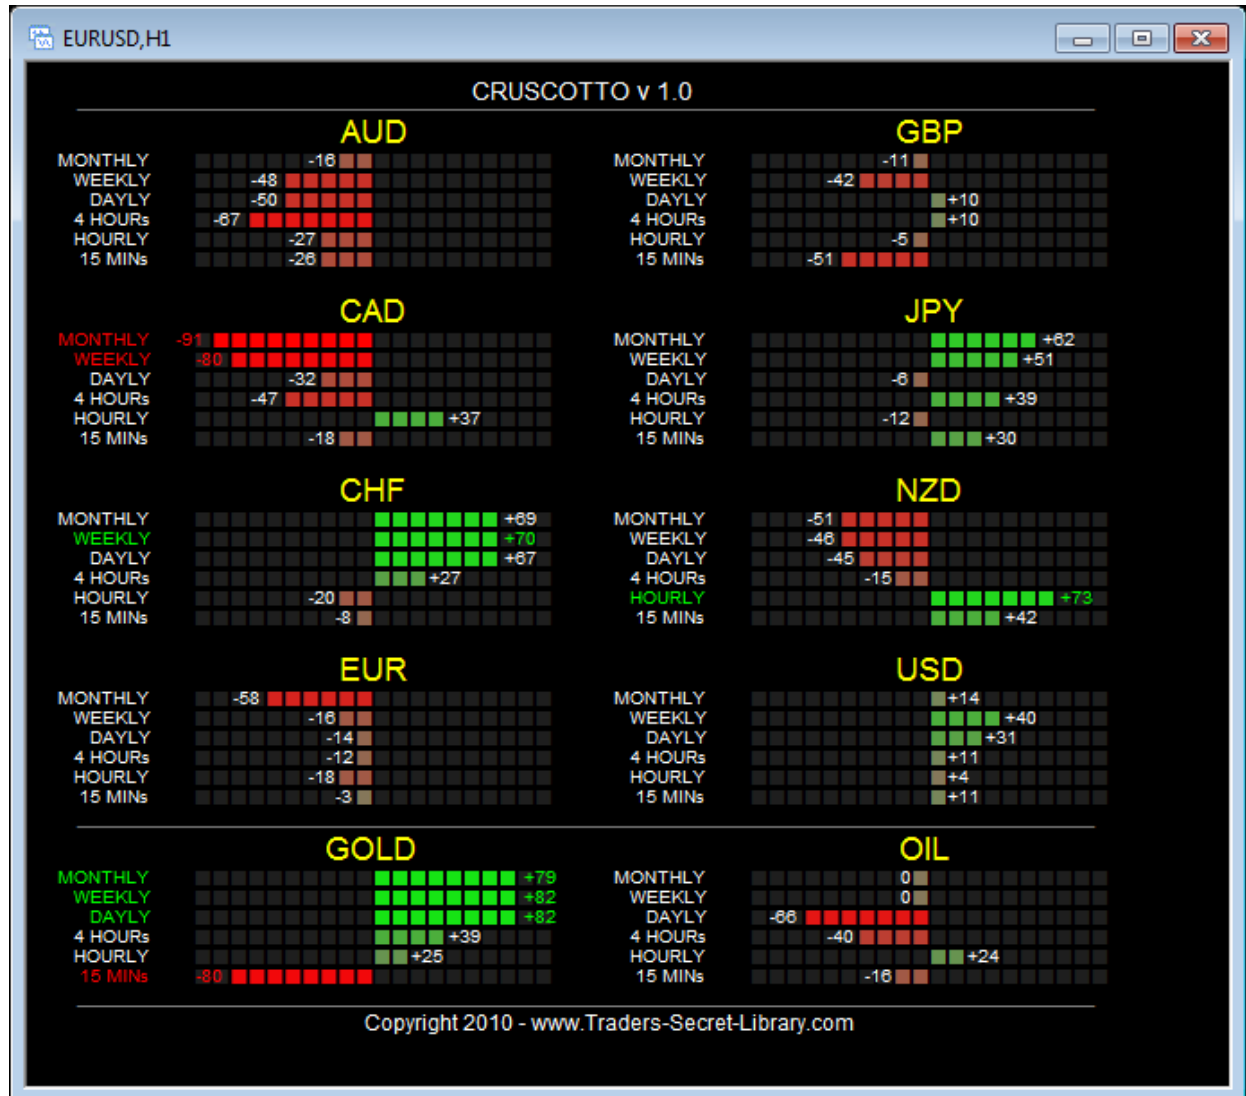 EURUSD,H1
CRUSCOTTO v 1.0
AUD
MONTHLY -16
WEEKLY -48
DAYLY -50
4 HOURs -67
HOURLY -27
15 MINs -26
GBP
MONTHLY -11
WEEKLY -42
DAYLY +10
4 HOURs +10
HOURLY -5
15 MINs -51
CAD
MONTHLY -91
WEEKLY -80
DAYLY -32
4 HOURs -47
HOURLY +37
15 MINs -18
JPY
MONTHLY +62
WEEKLY +51
DAYLY -6
4 HOURs +39
HOURLY -12
15 MINs +30
CHF
MONTHLY +69
WEEKLY +70
DAYLY +67
4 HOURs +27
HOURLY -20
15 MINs -8
NZD
MONTHLY -51
WEEKLY -46
DAYLY -45
4 HOURs -15
HOURLY +73
15 MINs +42
EUR
MONTHLY -58
WEEKLY -16
DAYLY -14
4 HOURs -12
HOURLY -18
15 MINs -3
USD
MONTHLY +14
WEEKLY +40
DAYLY +31
4 HOURs +11
HOURLY +4
15 MINs +11
GOLD
MONTHLY +79
WEEKLY +82
DAYLY +82
4 HOURs +39
HOURLY +25
15 MINs -80
OIL
MONTHLY 0
WEEKLY 0
DAYLY -66
4 HOURs -40
HOURLY +24
15 MINs -16
Copyright 2010 - www.Traders-Secret-Library.com